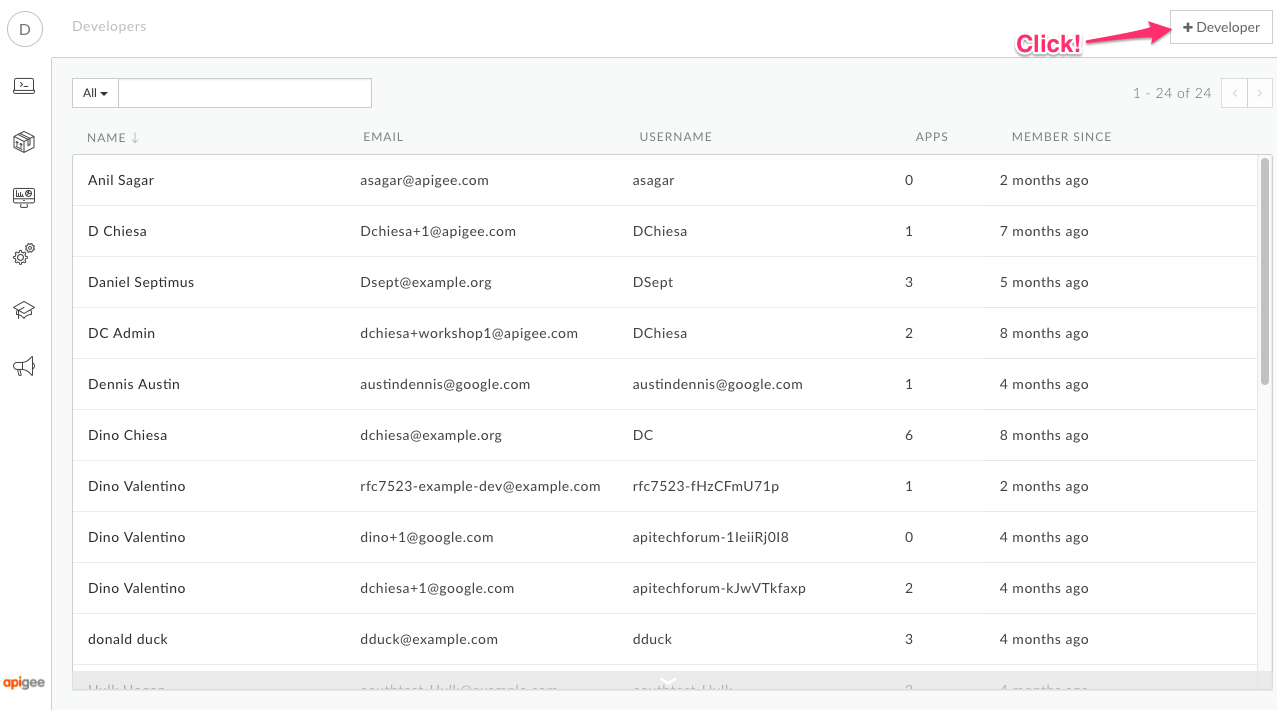 D
Developers
Click!
+ Developer
All
1 - 24 of 24
NAME ↓ EMAIL USERNAME APPS MEMBER SINCE
Anil Sagar asagar@apigee.com asagar 0 2 months ago
D Chiesa Dchiesa+1@apigee.com DChiesa 1 7 months ago
Daniel Septimus Dsept@example.org DSept 3 5 months ago
DC Admin dchiesa+workshop1@apigee.com DChiesa 2 8 months ago
Dennis Austin austindennis@google.com austindennis@google.com 1 4 months ago
Dino Chiesa dchiesa@example.org DC 6 8 months ago
Dino Valentino rfc7523-example-dev@example.com rfc7523-fHzCFmU71p 1 2 months ago
Dino Valentino dino+1@google.com apitechforum-1IeiiRj0I8 0 4 months ago
Dino Valentino dchiesa+1@google.com apitechforum-kJwVTkfaxp 2 4 months ago
donald duck dduck@example.com dduck 3 4 months ago
apigee